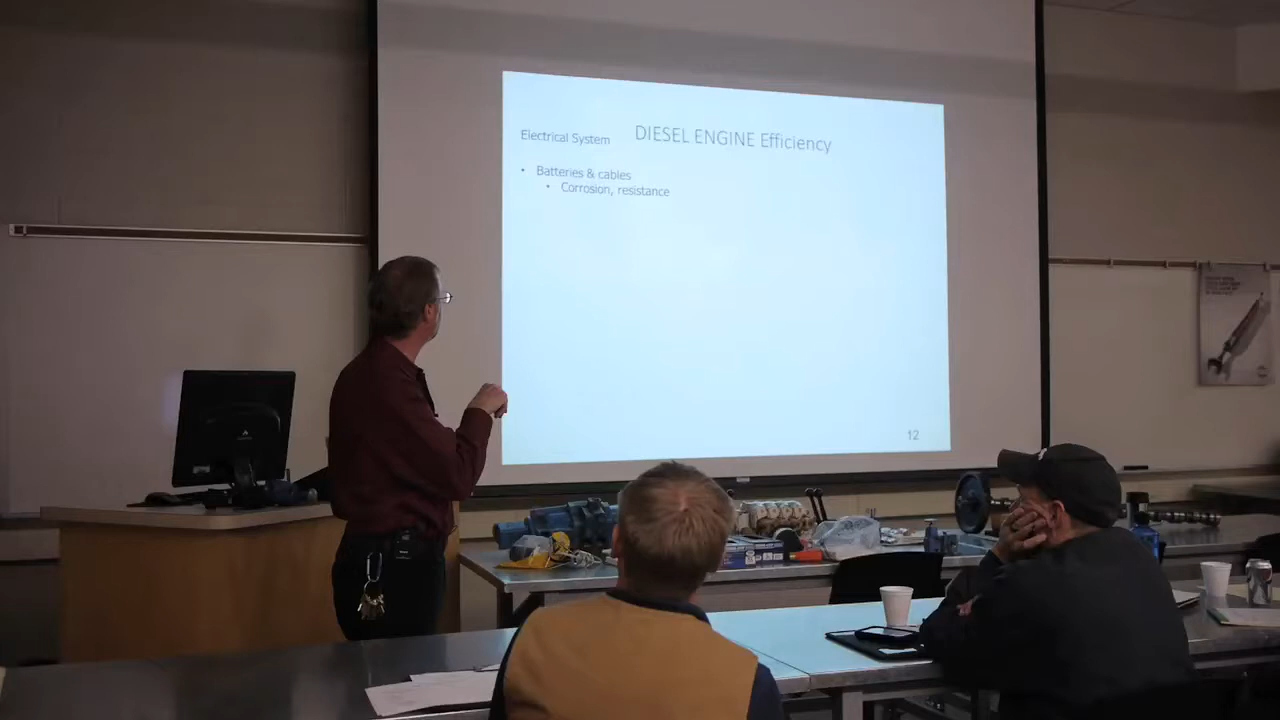 DIESEL ENGINE Efficiency
Electrical System
• Batteries & cables
• Corrosion, resistance
12